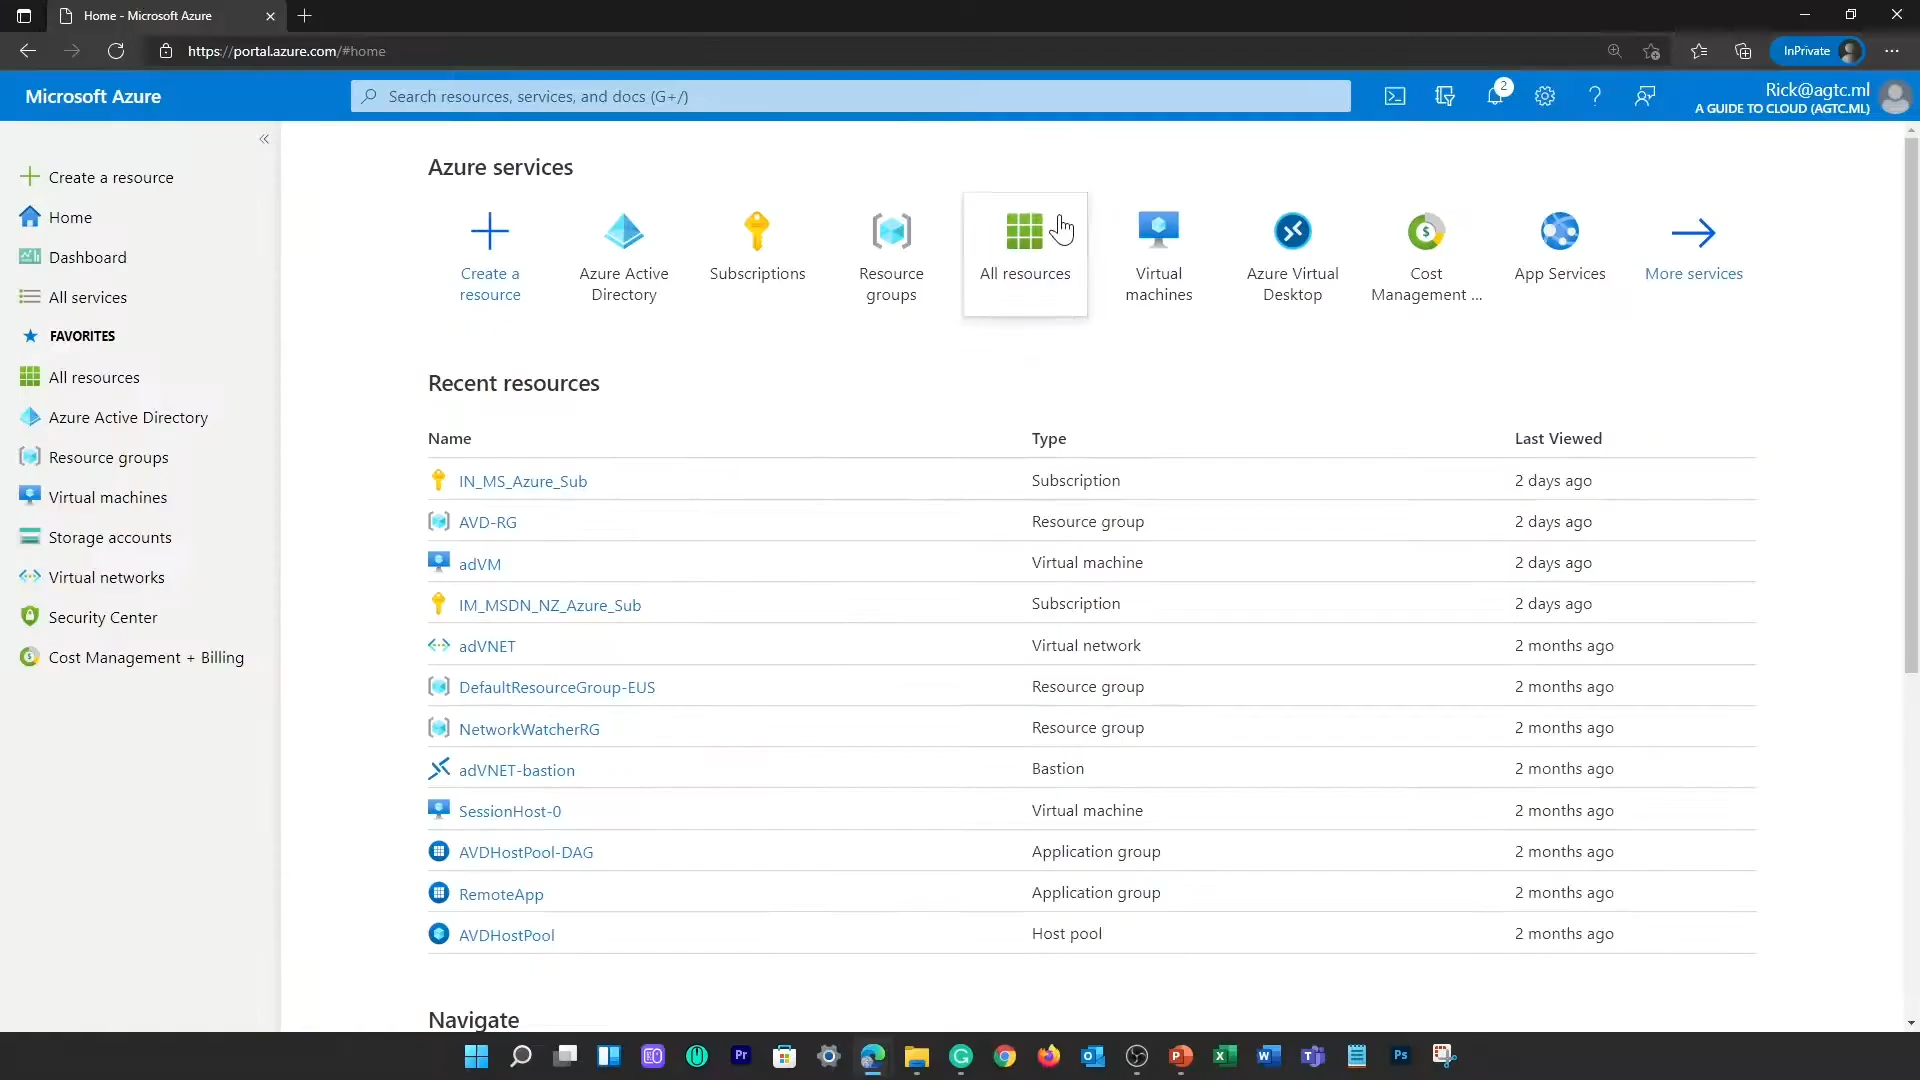 Home - Microsoft Azure
https://portal.azure.com/#home
InPrivate
Microsoft Azure
Search resources, services, and docs (G+/)
2
Rick@agtc.ml
A GUIDE TO CLOUD (AGTC.ML)
Create a resource
Home
Dashboard
All services
FAVORITES
All resources
Azure Active Directory
Resource groups
Virtual machines
Storage accounts
Virtual networks
Security Center
Cost Management + Billing
Azure services
Create a
resource
Azure Active
Directory
Subscriptions
Resource
groups
All resources
Virtual
machines
Azure Virtual
Desktop
Cost
Management ...
App Services
More services
Recent resources
Name Type Last Viewed
IN_MS_Azure_Sub Subscription 2 days ago
AVD-RG Resource group 2 days ago
adVM Virtual machine 2 days ago
IM_MSDN_NZ_Azure_Sub Subscription 2 days ago
adVNET Virtual network 2 months ago
DefaultResourceGroup-EUS Resource group 2 months ago
NetworkWatcherRG Resource group 2 months ago
adVNET-bastion Bastion 2 months ago
SessionHost-0 Virtual machine 2 months ago
AVDHostPool-DAG Application group 2 months ago
RemoteApp Application group 2 months ago
AVDHostPool Host pool 2 months ago
Navigate